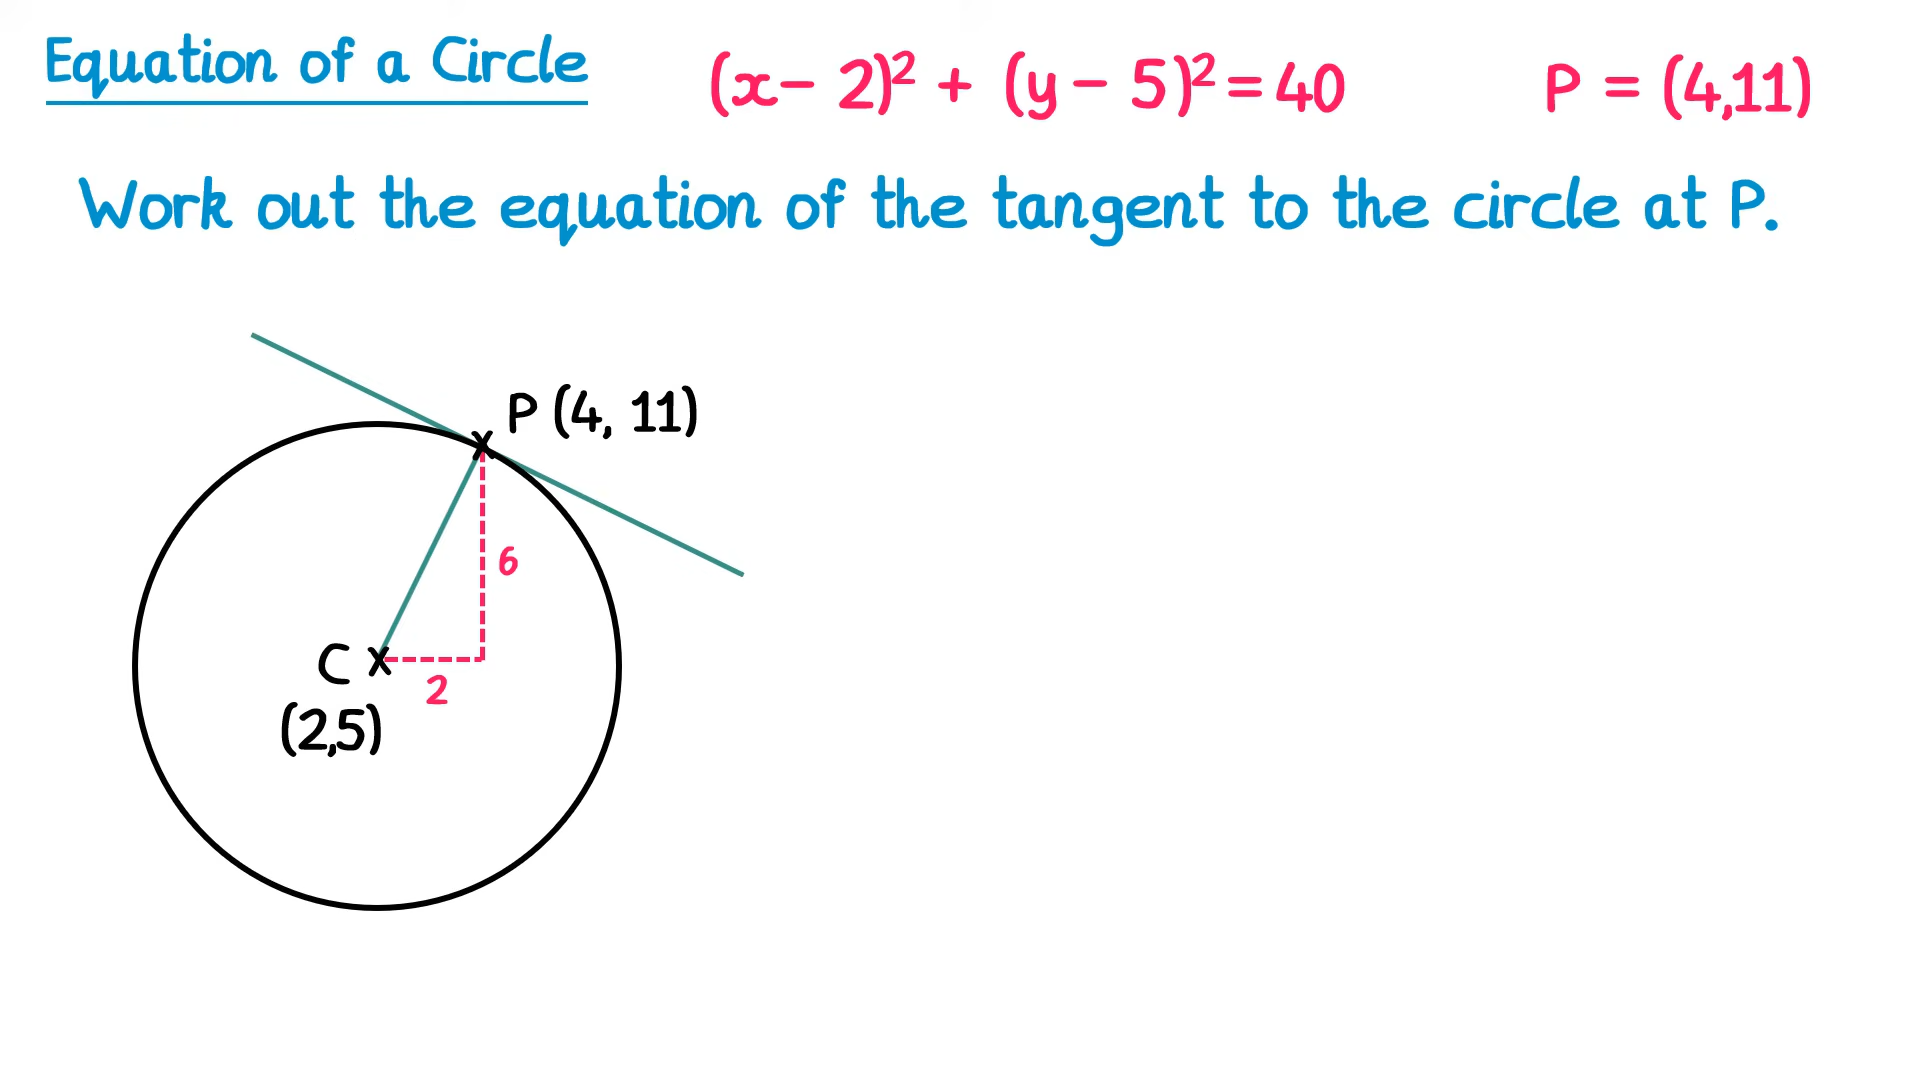 Equation of a Circle
(x - 2)² + (y - 5)² = 40
P = (4,11)
Work out the equation of the tangent to the circle at P.
P (4, 11)
6
C
2
(2,5)